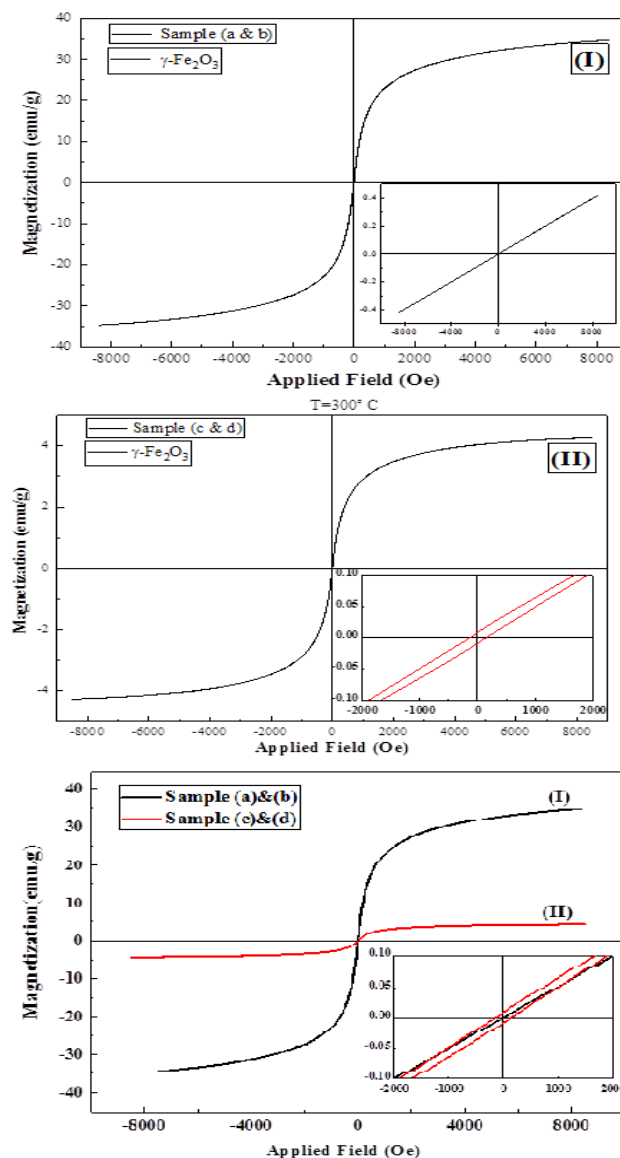 40
Sample (a & b)
γ-Fe2O3
(I)
30
20
10
0
-10
-20
-30
-40
Magnetization (emu/g)
0.4
0.2
0.0
-0.2
-0.4
-8000 -4000 0 4000 8000
-8000 -6000 -4000 -2000 0 2000 4000 6000 8000
Applied Field (Oe)
T=300° C
Sample (c & d)
γ-Fe2O3
(II)
4
2
0
-2
-4
Magnetization (emu/g)
0.10
0.05
0.00
0.05
0.10
-2000 -1000 0 1000 2000
-8000 -6000 -4000 -2000 0 2000 4000 6000 8000
Applied Field (Oe)
Sample (a)&(b)
Sample (c)&(d)
(I)
(II)
40
30
20
10
0
-10
-20
-30
-40
Magnetization(emu.g)
0.10
0.05
0.00
-0.05
-0.10
-2000 -1000 0 1000 200
-8000 -4000 0 4000 8000
Applied Field (Oe)